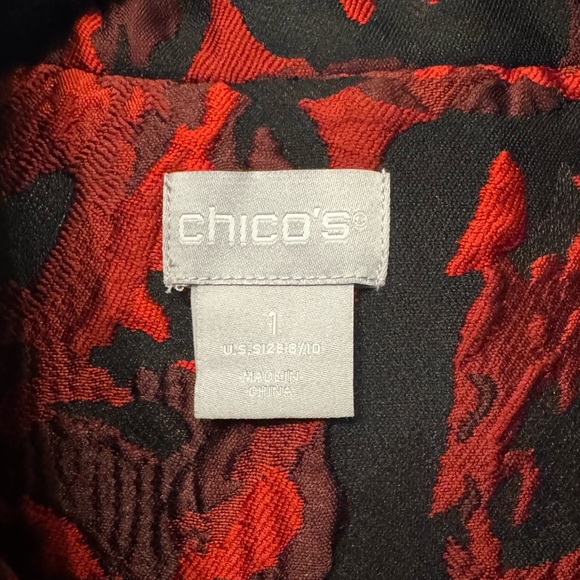 chico's®
1
U.S. SIZE 8/10
MADE IN
CHINA